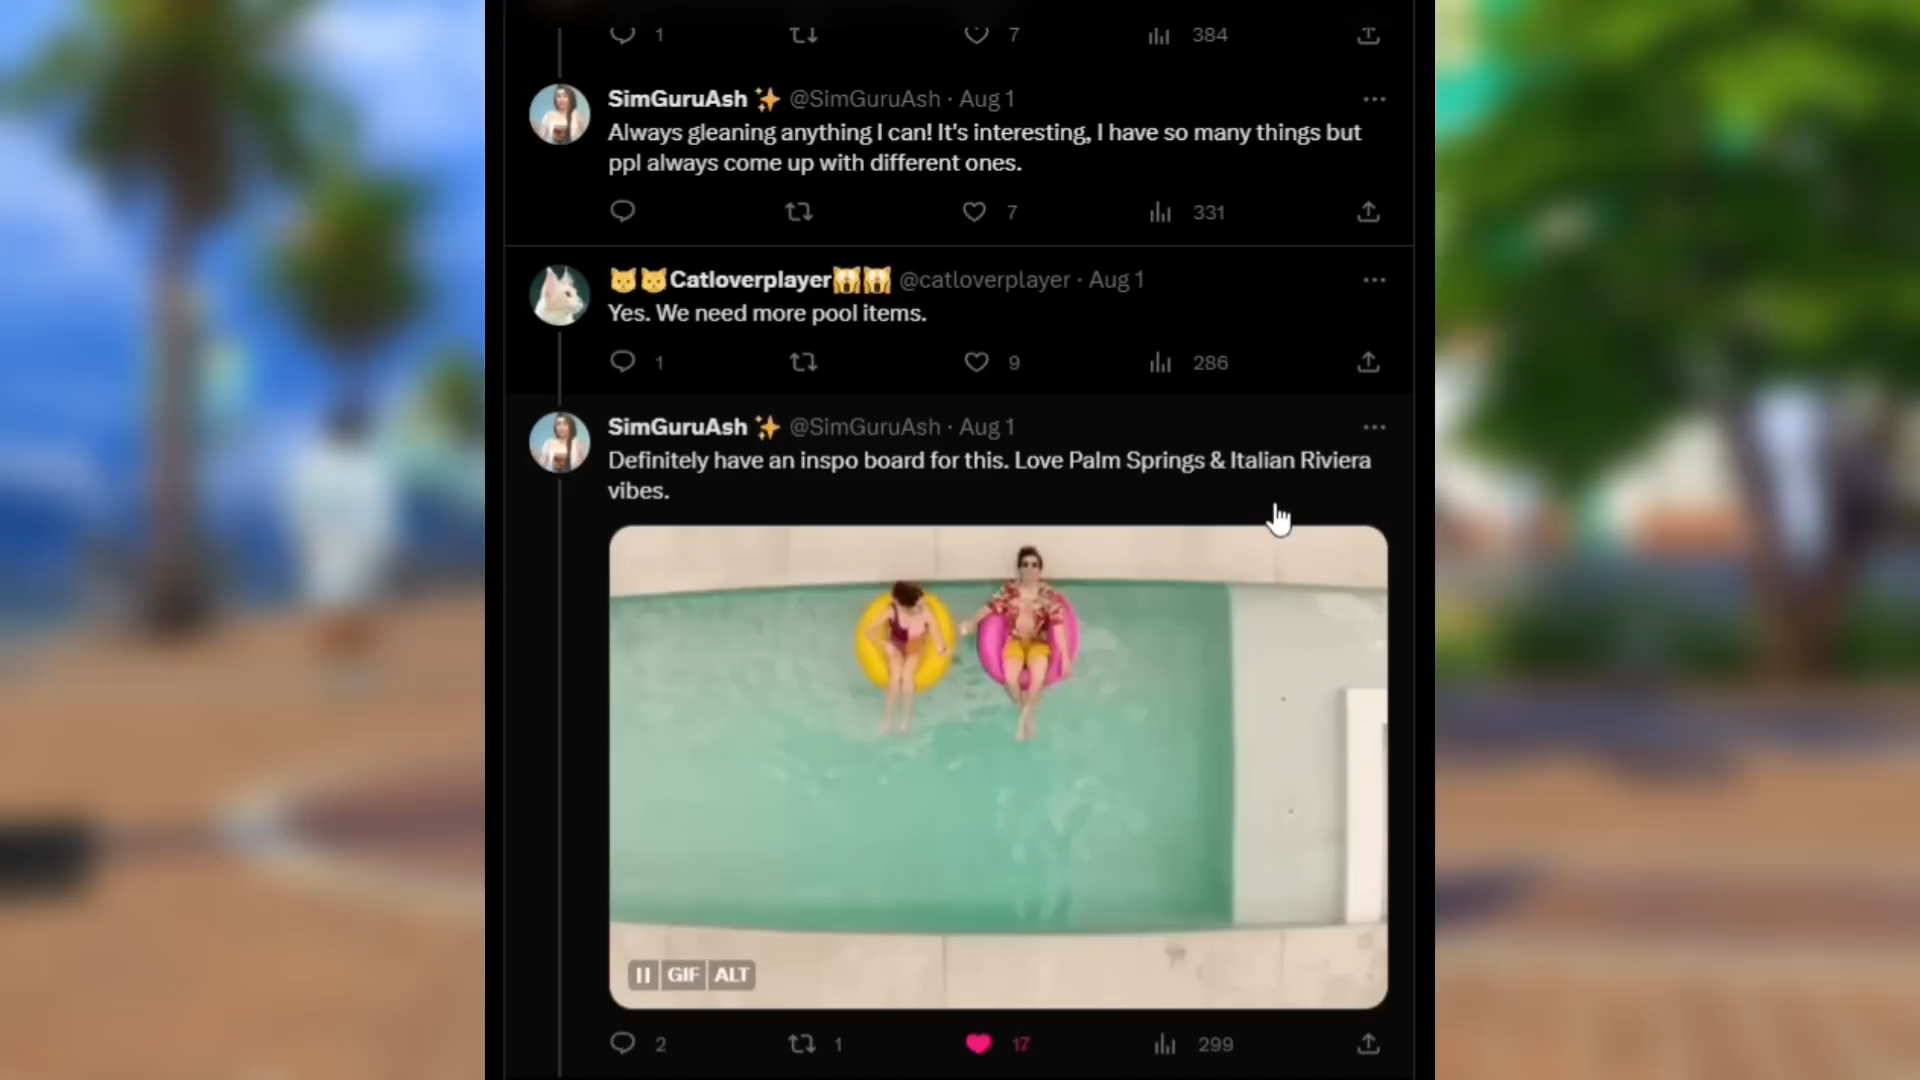 1 7 384
SimGuruAsh ✨ @SimGuruAsh · Aug 1
Always gleaning anything I can! It's interesting, I have so many things but
ppl always come up with different ones.
7 331
😺😺Catloverplayer🙀🙀 @catloverplayer · Aug 1
Yes. We need more pool items.
1 9 286
SimGuruAsh ✨ @SimGuruAsh · Aug 1
Definitely have an inspo board for this. Love Palm Springs & Italian Riviera
vibes.
GIF ALT
2 1 17 299